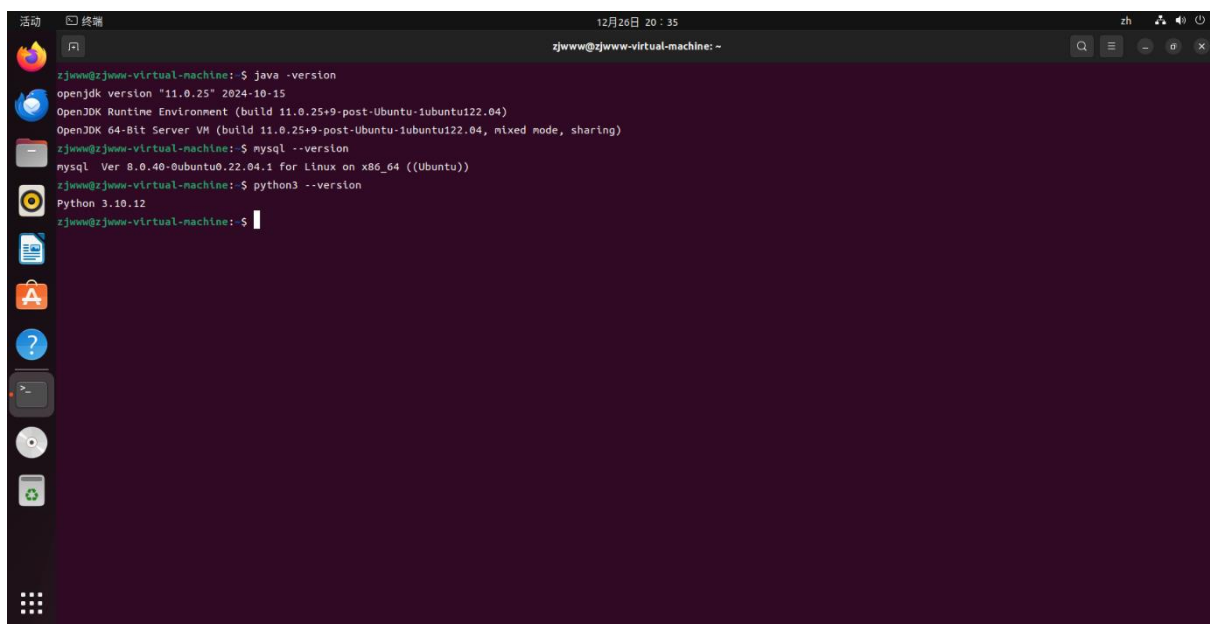 活动 终端 12月26日 20：35 zh
zjwww@zjwww-virtual-machine: ~
zjwww@zjwww-virtual-machine:~$ java -version
openjdk version "11.0.25" 2024-10-15
OpenJDK Runtime Environment (build 11.0.25+9-post-Ubuntu-1ubuntu122.04)
OpenJDK 64-Bit Server VM (build 11.0.25+9-post-Ubuntu-1ubuntu122.04, mixed mode, sharing)
zjwww@zjwww-virtual-machine:~$ mysql --version
mysql  Ver 8.0.40-0ubuntu0.22.04.1 for Linux on x86_64 ((Ubuntu))
zjwww@zjwww-virtual-machine:~$ python3 --version
Python 3.10.12
zjwww@zjwww-virtual-machine:~$